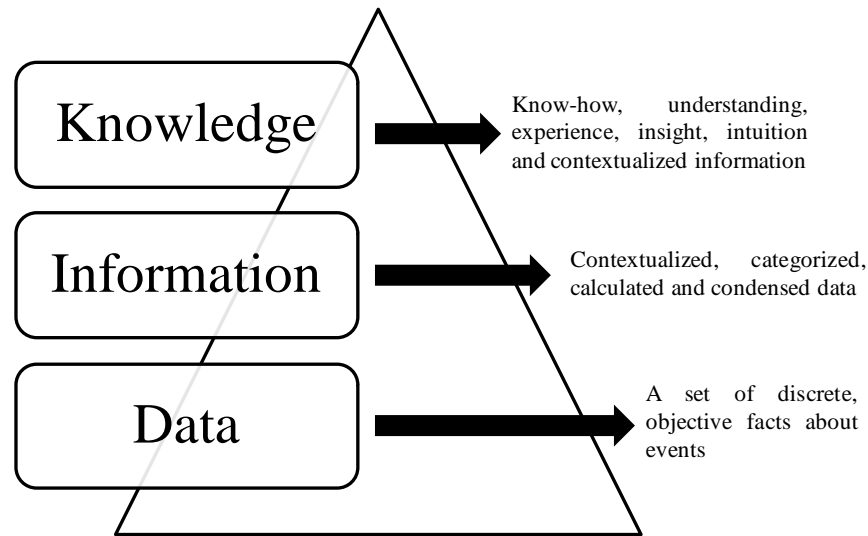 Knowledge
Know-how, understanding,
experience, insight, intuition
and contextualized information
Information
Contextualized, categorized,
calculated and condensed data
Data
A set of discrete,
objective facts about
events